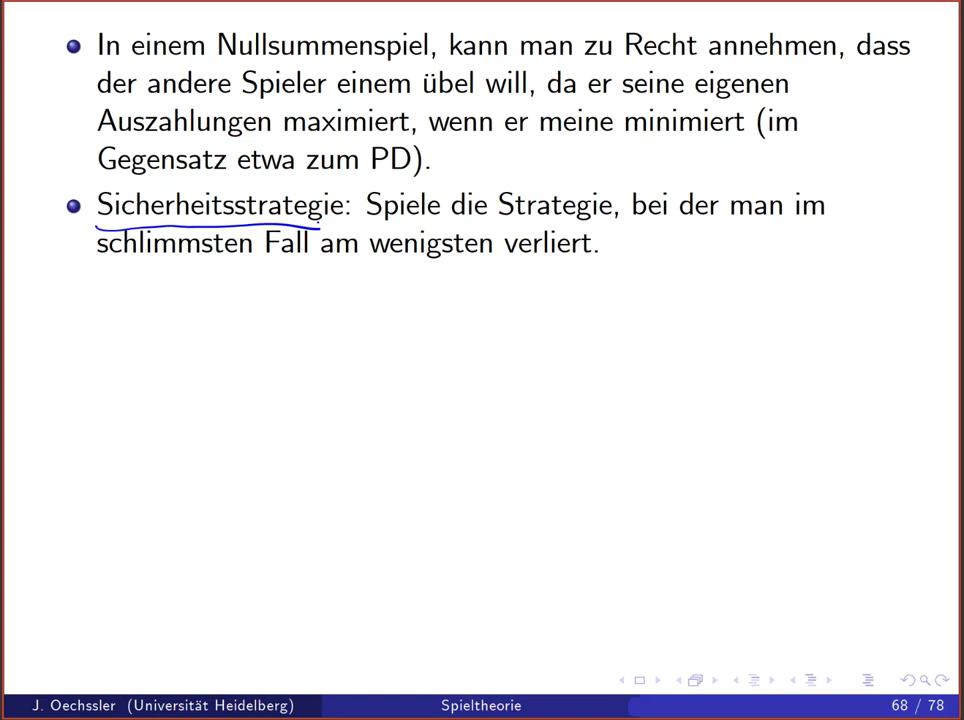 In einem Nullsummenspiel, kann man zu Recht annehmen, dass
der andere Spieler einem übel will, da er seine eigenen
Auszahlungen maximiert, wenn er meine minimiert (im
Gegensatz etwa zum PD).
Sicherheitsstrategie: Spiele die Strategie, bei der man im
schlimmsten Fall am wenigsten verliert.
J. Oechssler (Universität Heidelberg) Spieltheorie 68 / 78